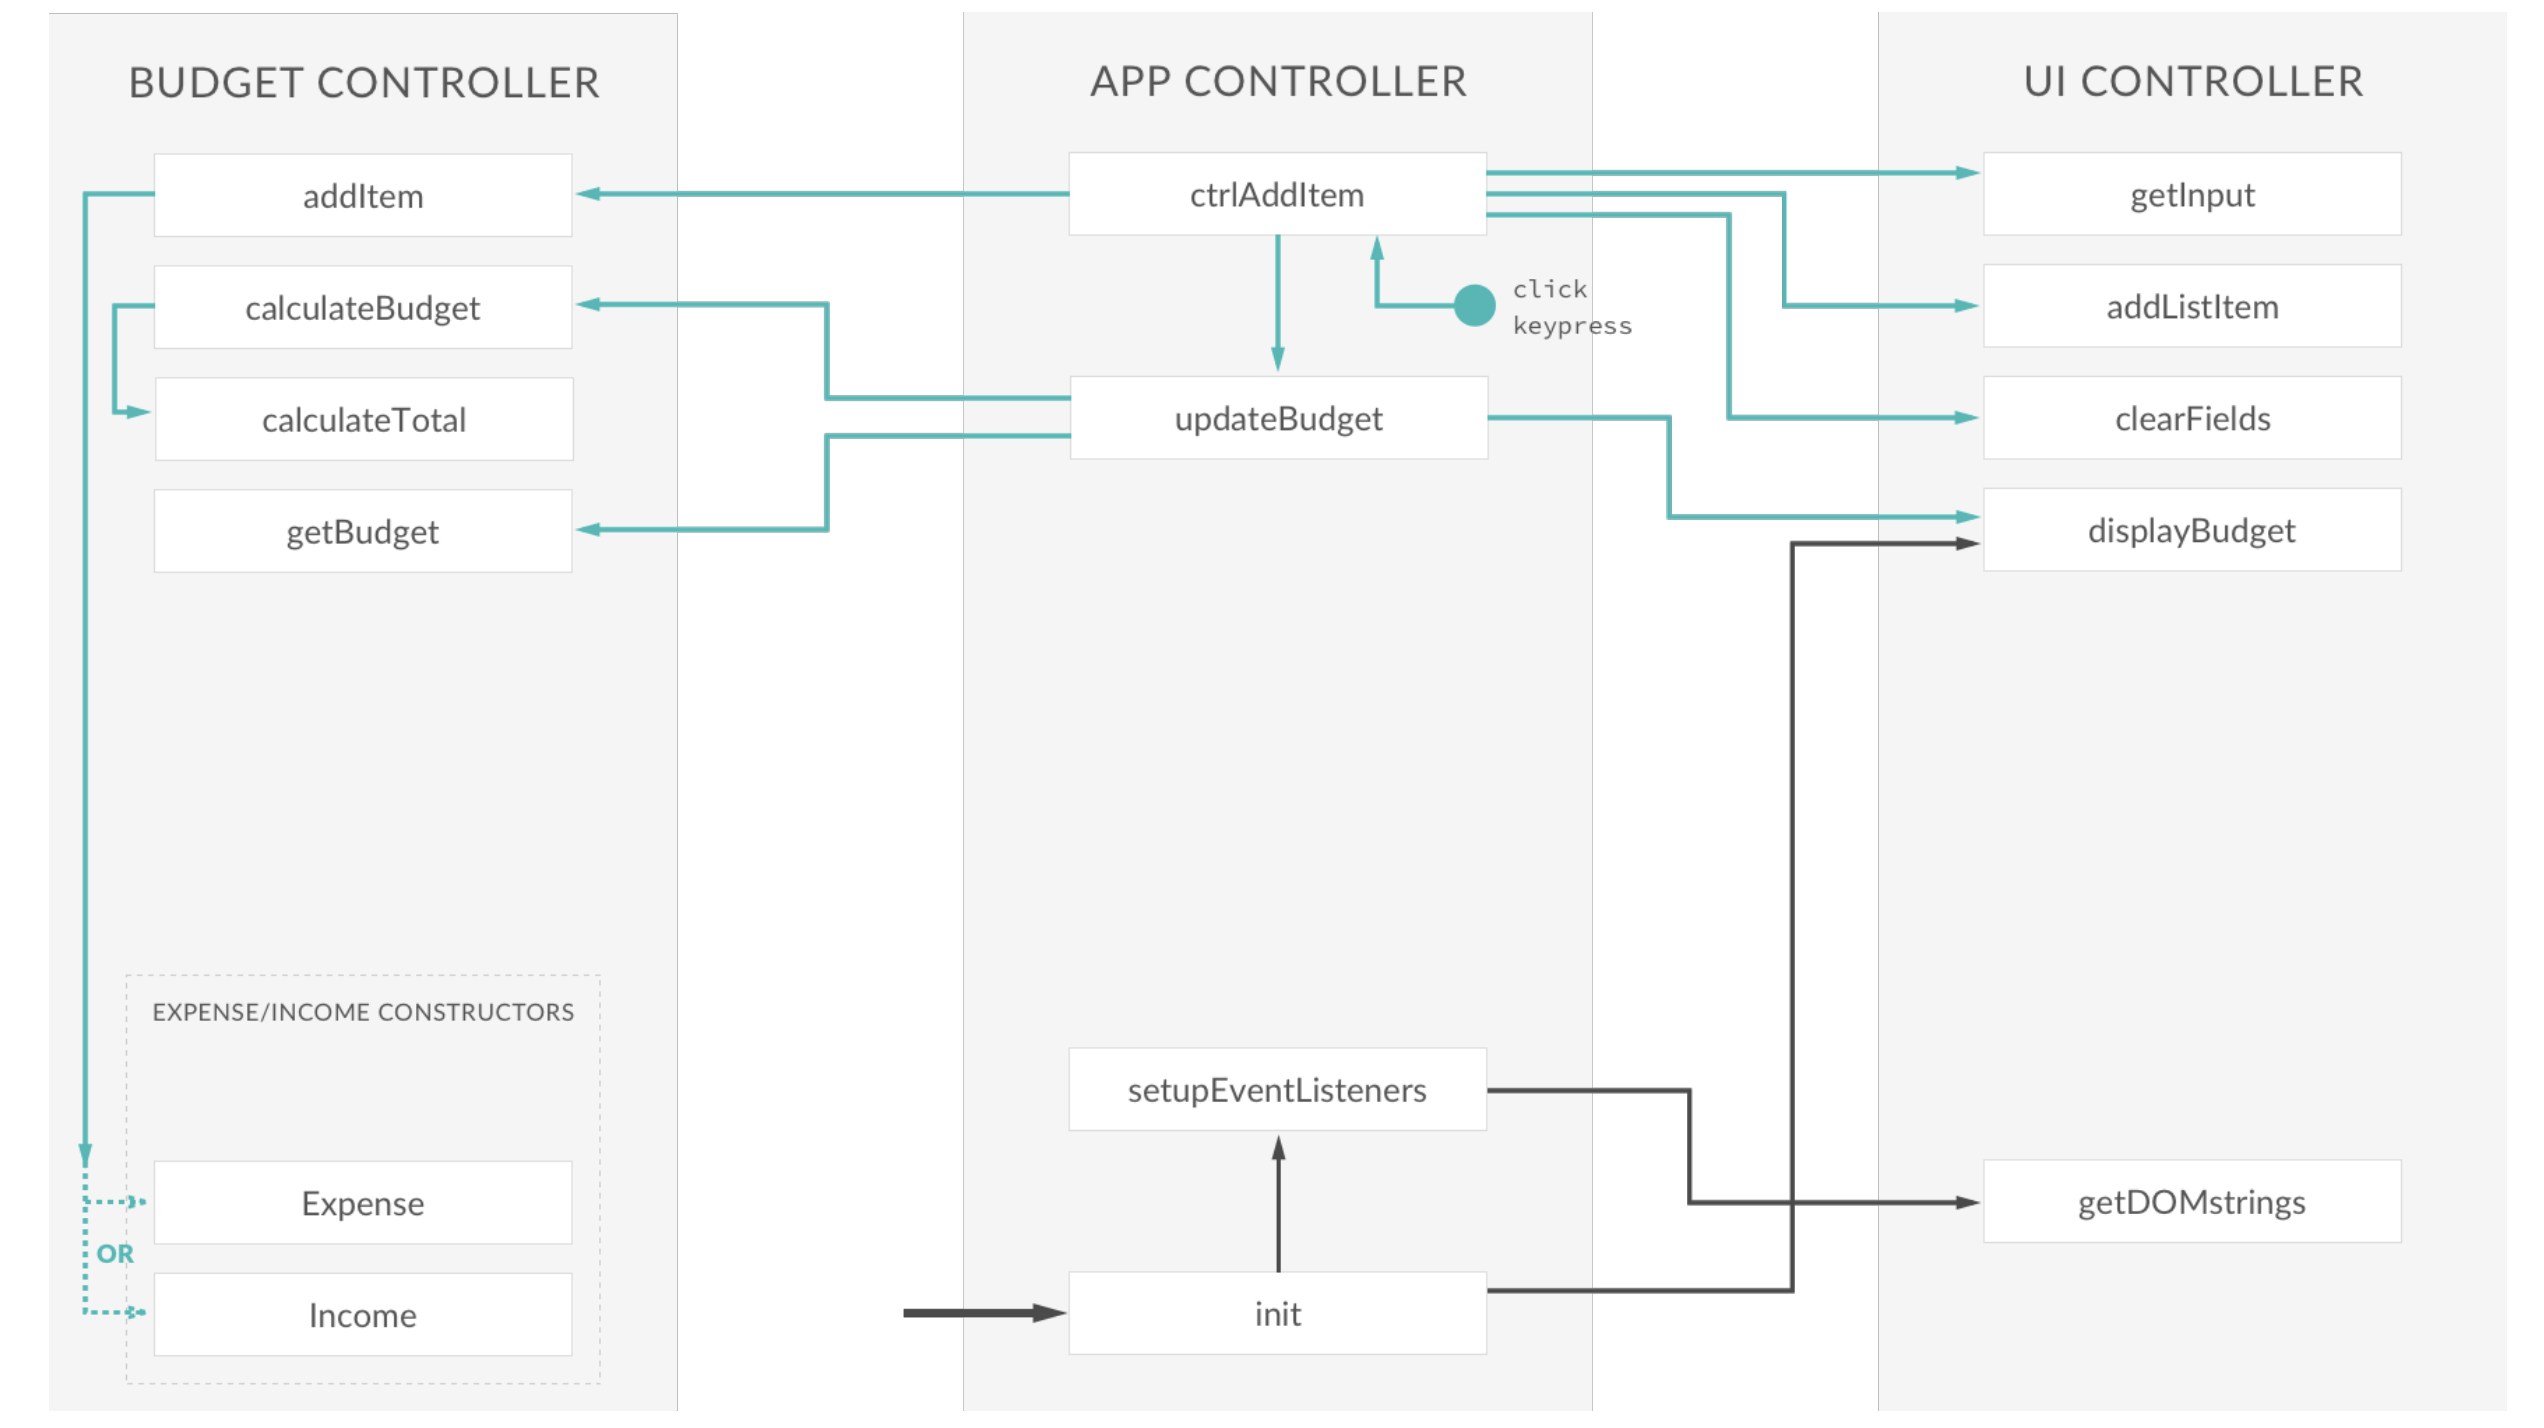 BUDGET CONTROLLER
addItem
calculateBudget
calculateTotal
getBudget
EXPENSE/INCOME CONSTRUCTORS
Expense
OR
Income
APP CONTROLLER
ctrlAddItem
click
keypress
updateBudget
setupEventListeners
init
UI CONTROLLER
getInput
addListItem
clearFields
displayBudget
getDOMstrings